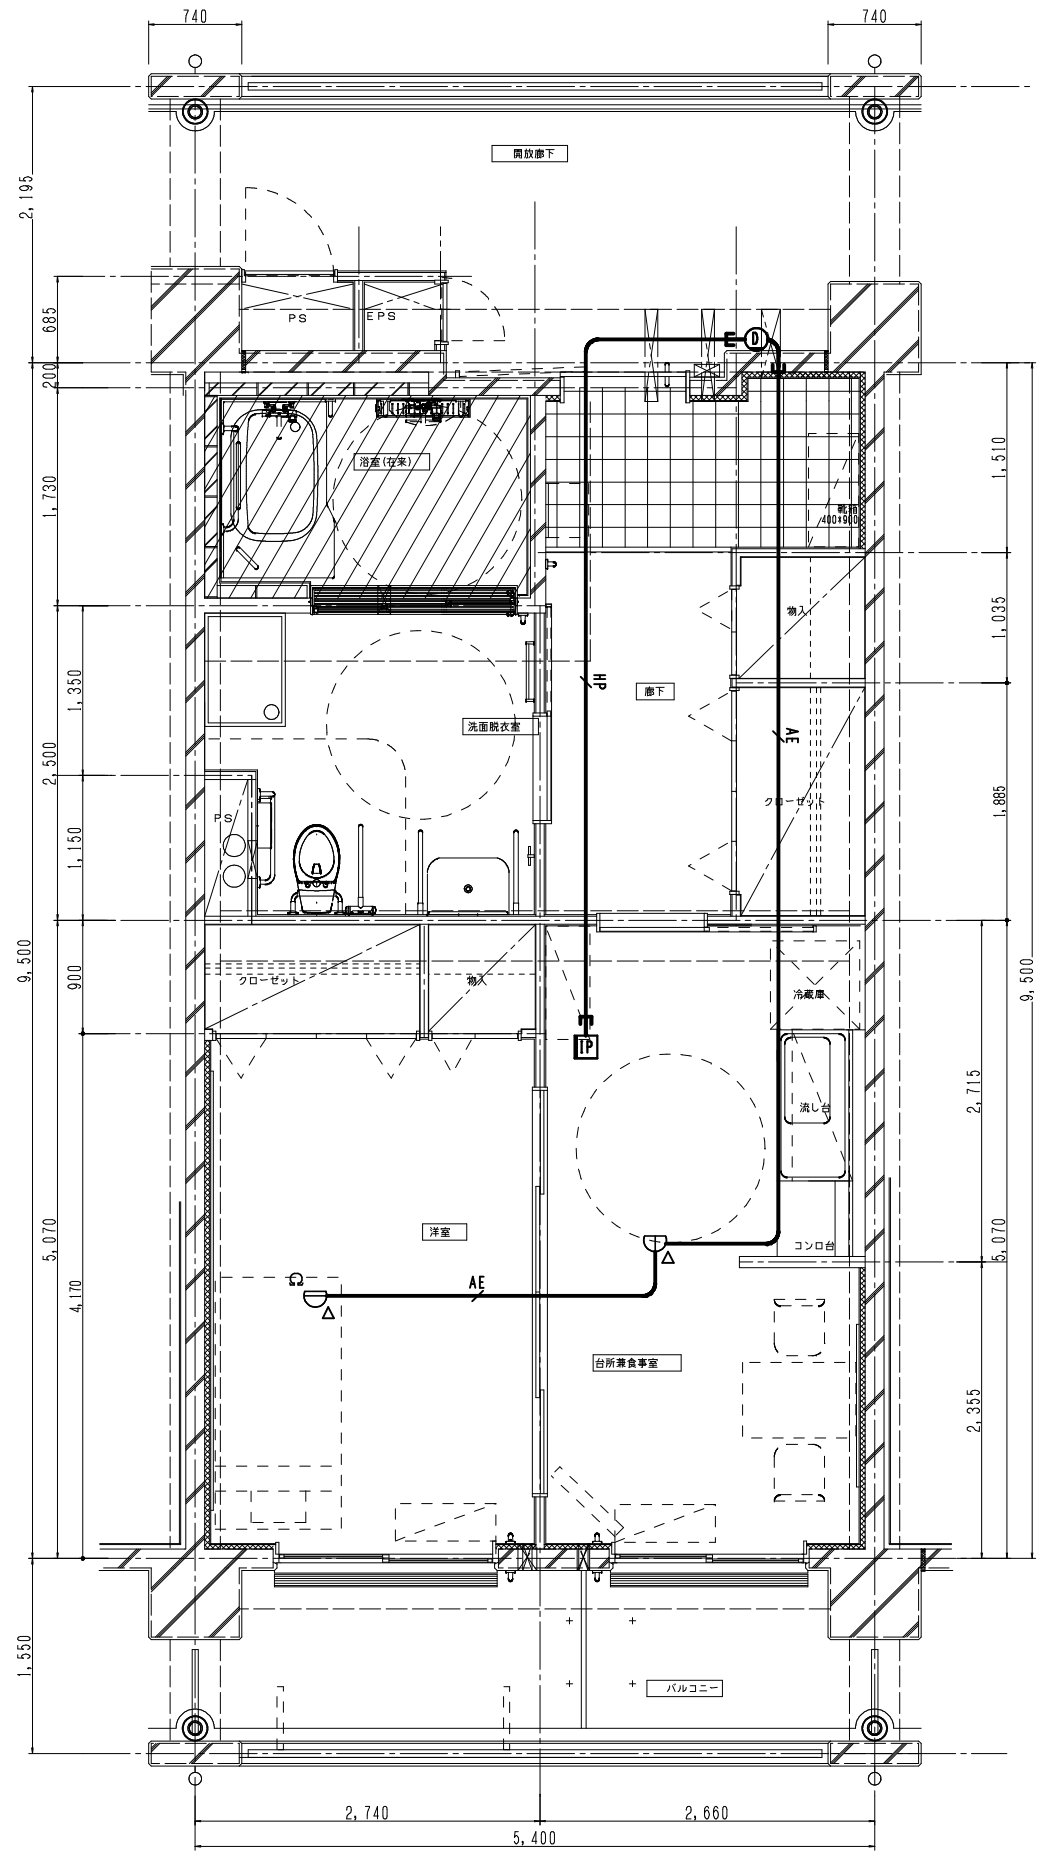 740
740
開放廊下
2,195
PS
EPS
685
D
200
浴室(在来)
1,510
1,730
靴箱
400*900
物入
1,035
HP
廊下
1,350
洗面脱衣室
AE
2,500
クローゼット
1,885
PS
1,150
9,500
900
クローゼット
物入
冷蔵庫
9,500
TP
2,715
流し台
洋室
5,070
コンロ台
5,070
Ω
AE
4,170
台所兼食事室
2,355
1,550
バルコニー
2,740
2,660
5,400